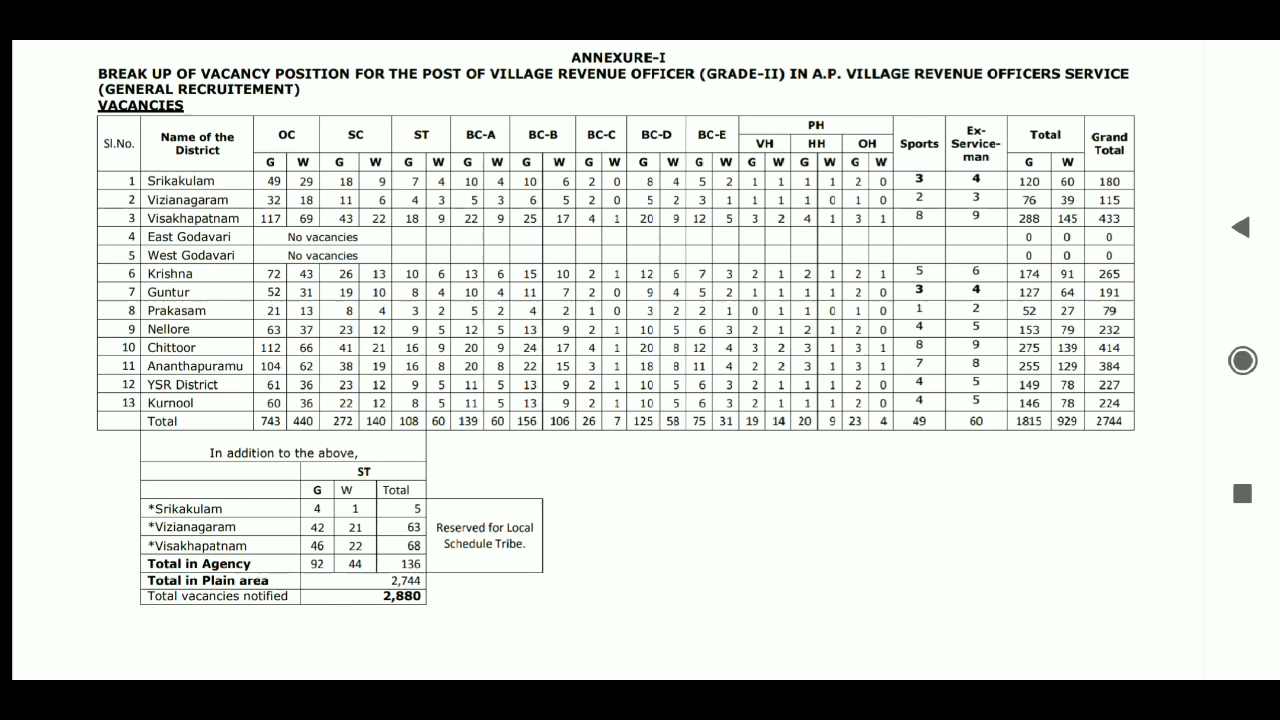 ANNEXURE-I
BREAK UP OF VACANCY POSITION FOR THE POST OF VILLAGE REVENUE OFFICER (GRADE-II) IN A.P. VILLAGE REVENUE OFFICERS SERVICE
(GENERAL RECRUITEMENT)
VACANCIES
Sl.No. Name of the District OC SC ST BC-A BC-B BC-C BC-D BC-E PH Sports Ex-Service-man Total Grand Total
VH HH OH
G W G W G W G W G W G W G W G W G W G W G W G W
1 Srikakulam 49 29 18 9 7 4 10 4 10 6 2 0 8 4 5 2 1 1 1 1 2 0 3 4 120 60 180
2 Vizianagaram 32 18 11 6 4 3 5 3 6 5 2 0 5 2 3 1 1 1 1 0 1 0 2 3 76 39 115
3 Visakhapatnam 117 69 43 22 18 9 22 9 25 17 4 1 20 9 12 5 3 2 4 1 3 1 8 9 288 145 433
4 East Godavari No vacancies 0 0 0
5 West Godavari No vacancies 0 0 0
6 Krishna 72 43 26 13 10 6 13 6 15 10 2 1 12 6 7 3 2 1 2 1 2 1 5 6 174 91 265
7 Guntur 52 31 19 10 8 4 10 4 11 7 2 0 9 4 5 2 1 1 1 1 2 0 3 4 127 64 191
8 Prakasam 21 13 8 4 3 2 5 2 4 2 1 0 3 2 2 1 0 1 1 0 1 0 1 2 52 27 79
9 Nellore 63 37 23 12 9 5 12 5 13 9 2 1 10 5 6 3 2 1 2 1 2 0 4 5 153 79 232
10 Chittoor 112 66 41 21 16 9 20 9 24 17 4 1 20 8 12 4 3 2 3 1 3 1 8 9 275 139 414
11 Ananthapuramu 104 62 38 19 16 8 20 8 22 15 3 1 18 8 11 4 2 2 3 1 3 1 7 8 255 129 384
12 YSR District 61 36 23 12 9 5 11 5 13 9 2 1 10 5 6 3 2 1 1 1 2 0 4 5 149 78 227
13 Kurnool 60 36 22 12 8 5 11 5 13 9 2 1 10 5 6 3 2 1 1 1 2 0 4 5 146 78 224
Total 743 440 272 140 108 60 139 60 156 106 26 7 125 58 75 31 19 14 20 9 23 4 49 60 1815 929 2744
In addition to the above,
ST
G W Total
*Srikakulam 4 1 5
*Vizianagaram 42 21 63
*Visakhapatnam 46 22 68
Reserved for Local
Schedule Tribe.
Total in Agency 92 44 136
Total in Plain area 2,744
Total vacancies notified 2,880